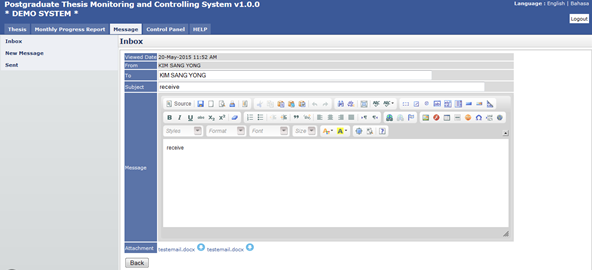 Postgraduate Thesis Monitoring and Controlling System v1.0.0
Language : English | Bahasa
* DEMO SYSTEM *
Logout
Thesis Monthly Progress Report Message Control Panel HELP
Inbox
New Message
Sent
Inbox
Viewed Date 20-May-2015 11:52 AM
From KIM SANG YONG
To KIM SANG YONG
Subject receive
Message
Source
Styles Format Font Size
receive
Attachment testemail.docx testemail.docx
Back